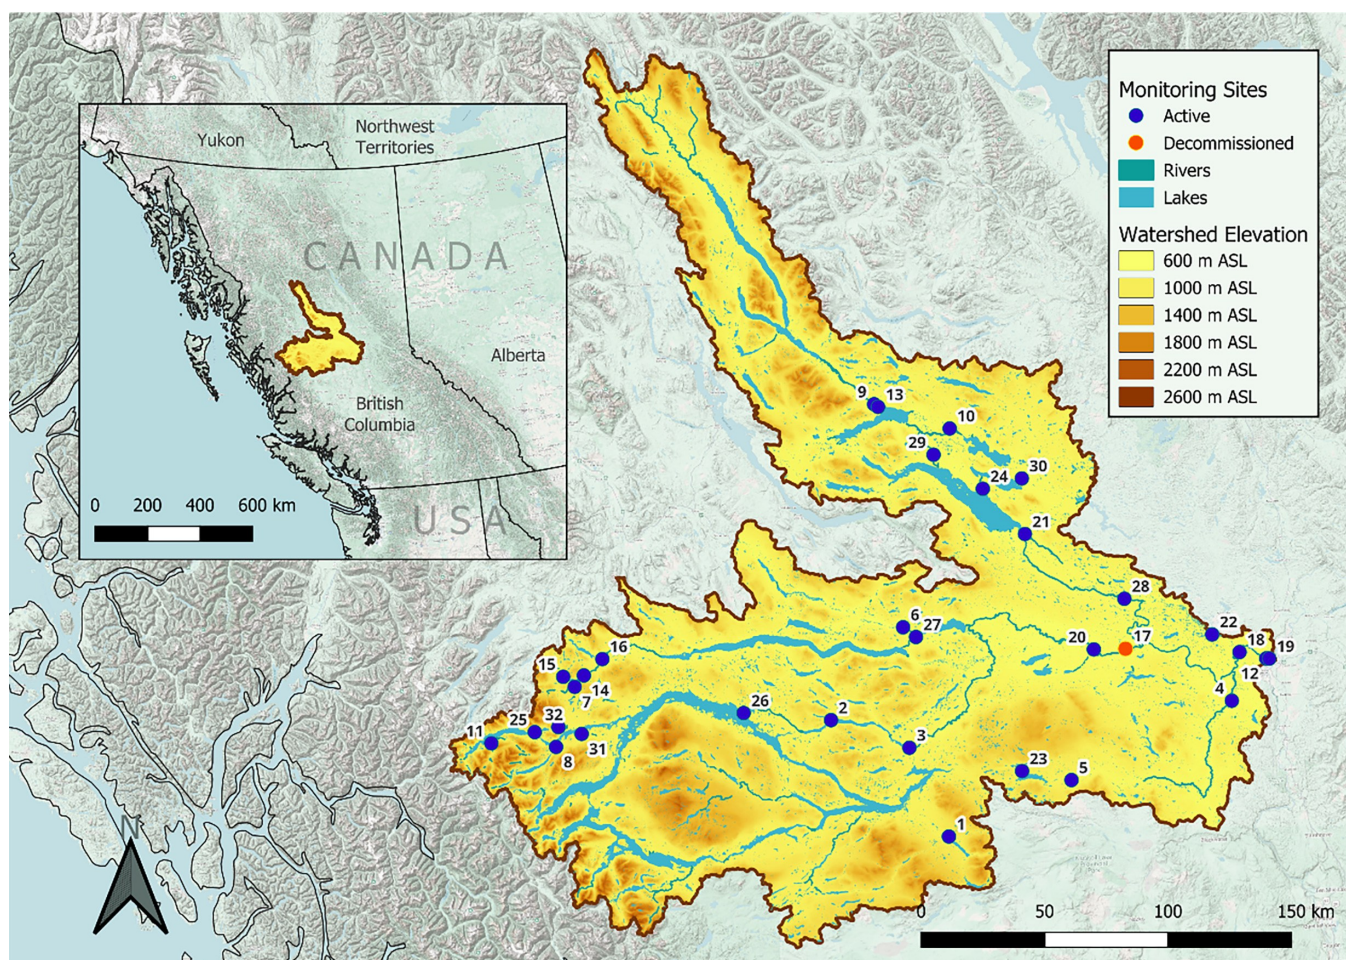 Yukon
Northwest
Territories
CANADA
Alberta
British
Columbia
USA
0 200 400 600 km
Monitoring Sites
Active
Decommissioned
Rivers
Lakes
Watershed Elevation
600 m ASL
1000 m ASL
1400 m ASL
1800 m ASL
2200 m ASL
2600 m ASL
9
13
10
29
30
24
21
28
6
27
22
20
17
18
19
12
4
16
15
14
7
26
2
25
32
11
31
8
3
23
5
1
N
0 50 100 150 km